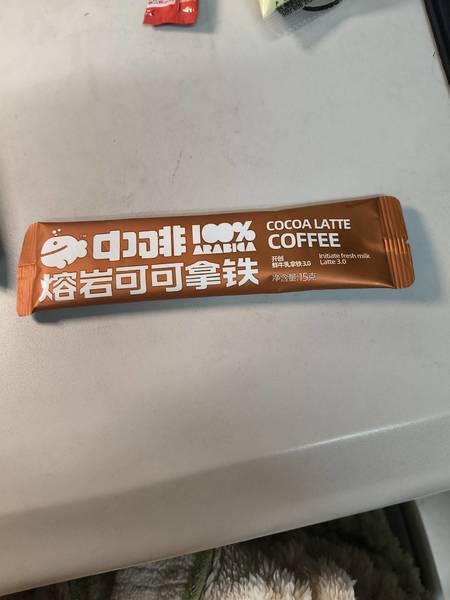 中啡 100% ARABICA
熔岩可可拿铁
COCOA LATTE
COFFEE
开创
鲜牛乳拿铁3.0
Initiate fresh milk
Latte 3.0
净含量:15克